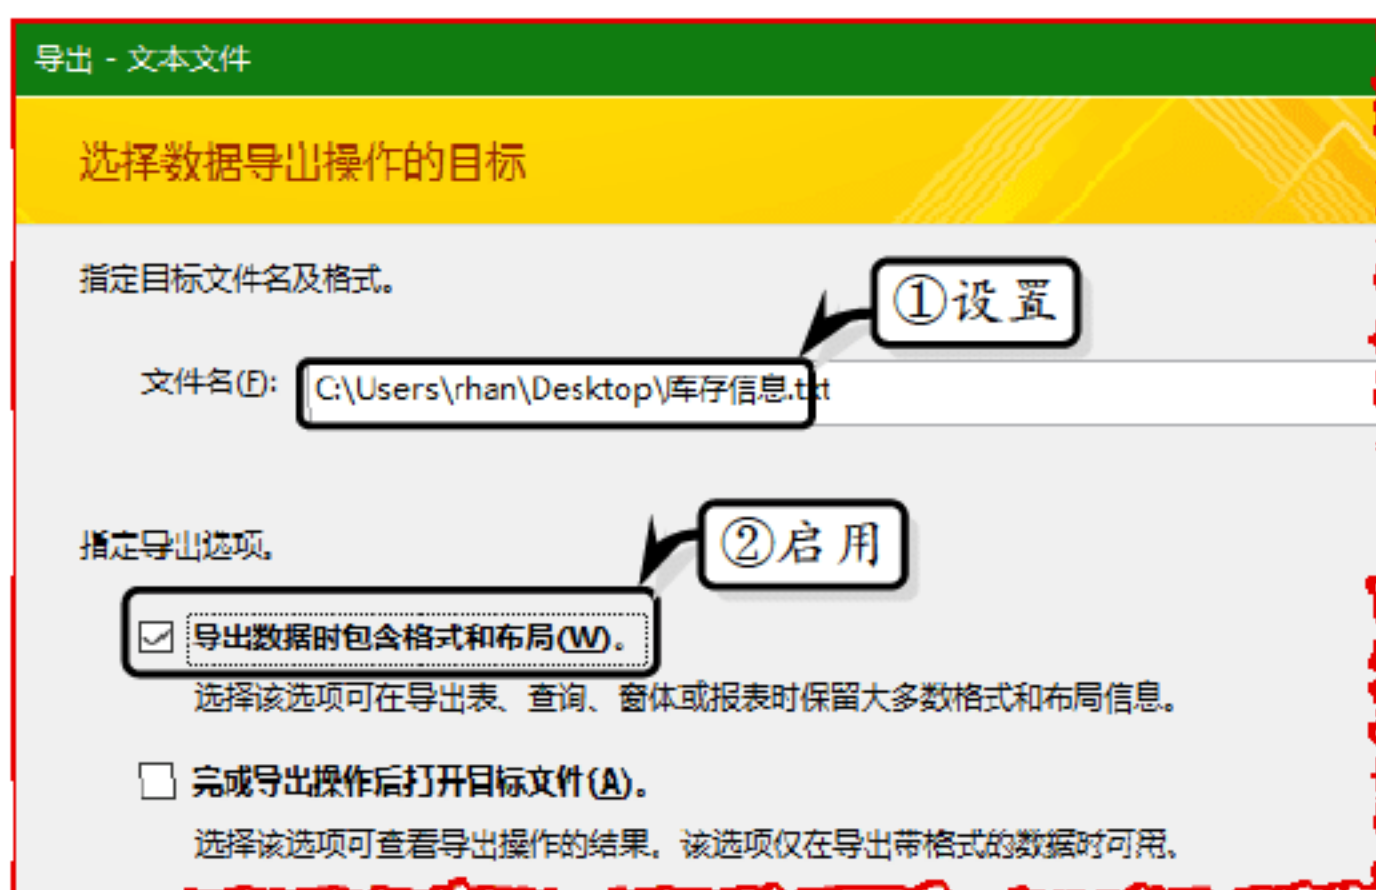 导出 - 文本文件
选择数据导出操作的目标
指定目标文件名及格式。
①设置
文件名(F): C:\Users\rhan\Desktop\库存信息.txt
指定导出选项。
②启用
导出数据时包含格式和布局(W)。
选择该选项可在导出表、查询、窗体或报表时保留大多数格式和布局信息。
完成导出操作后打开目标文件(A)。
选择该选项可查看导出操作的结果。该选项仅在导出带格式的数据时可用。